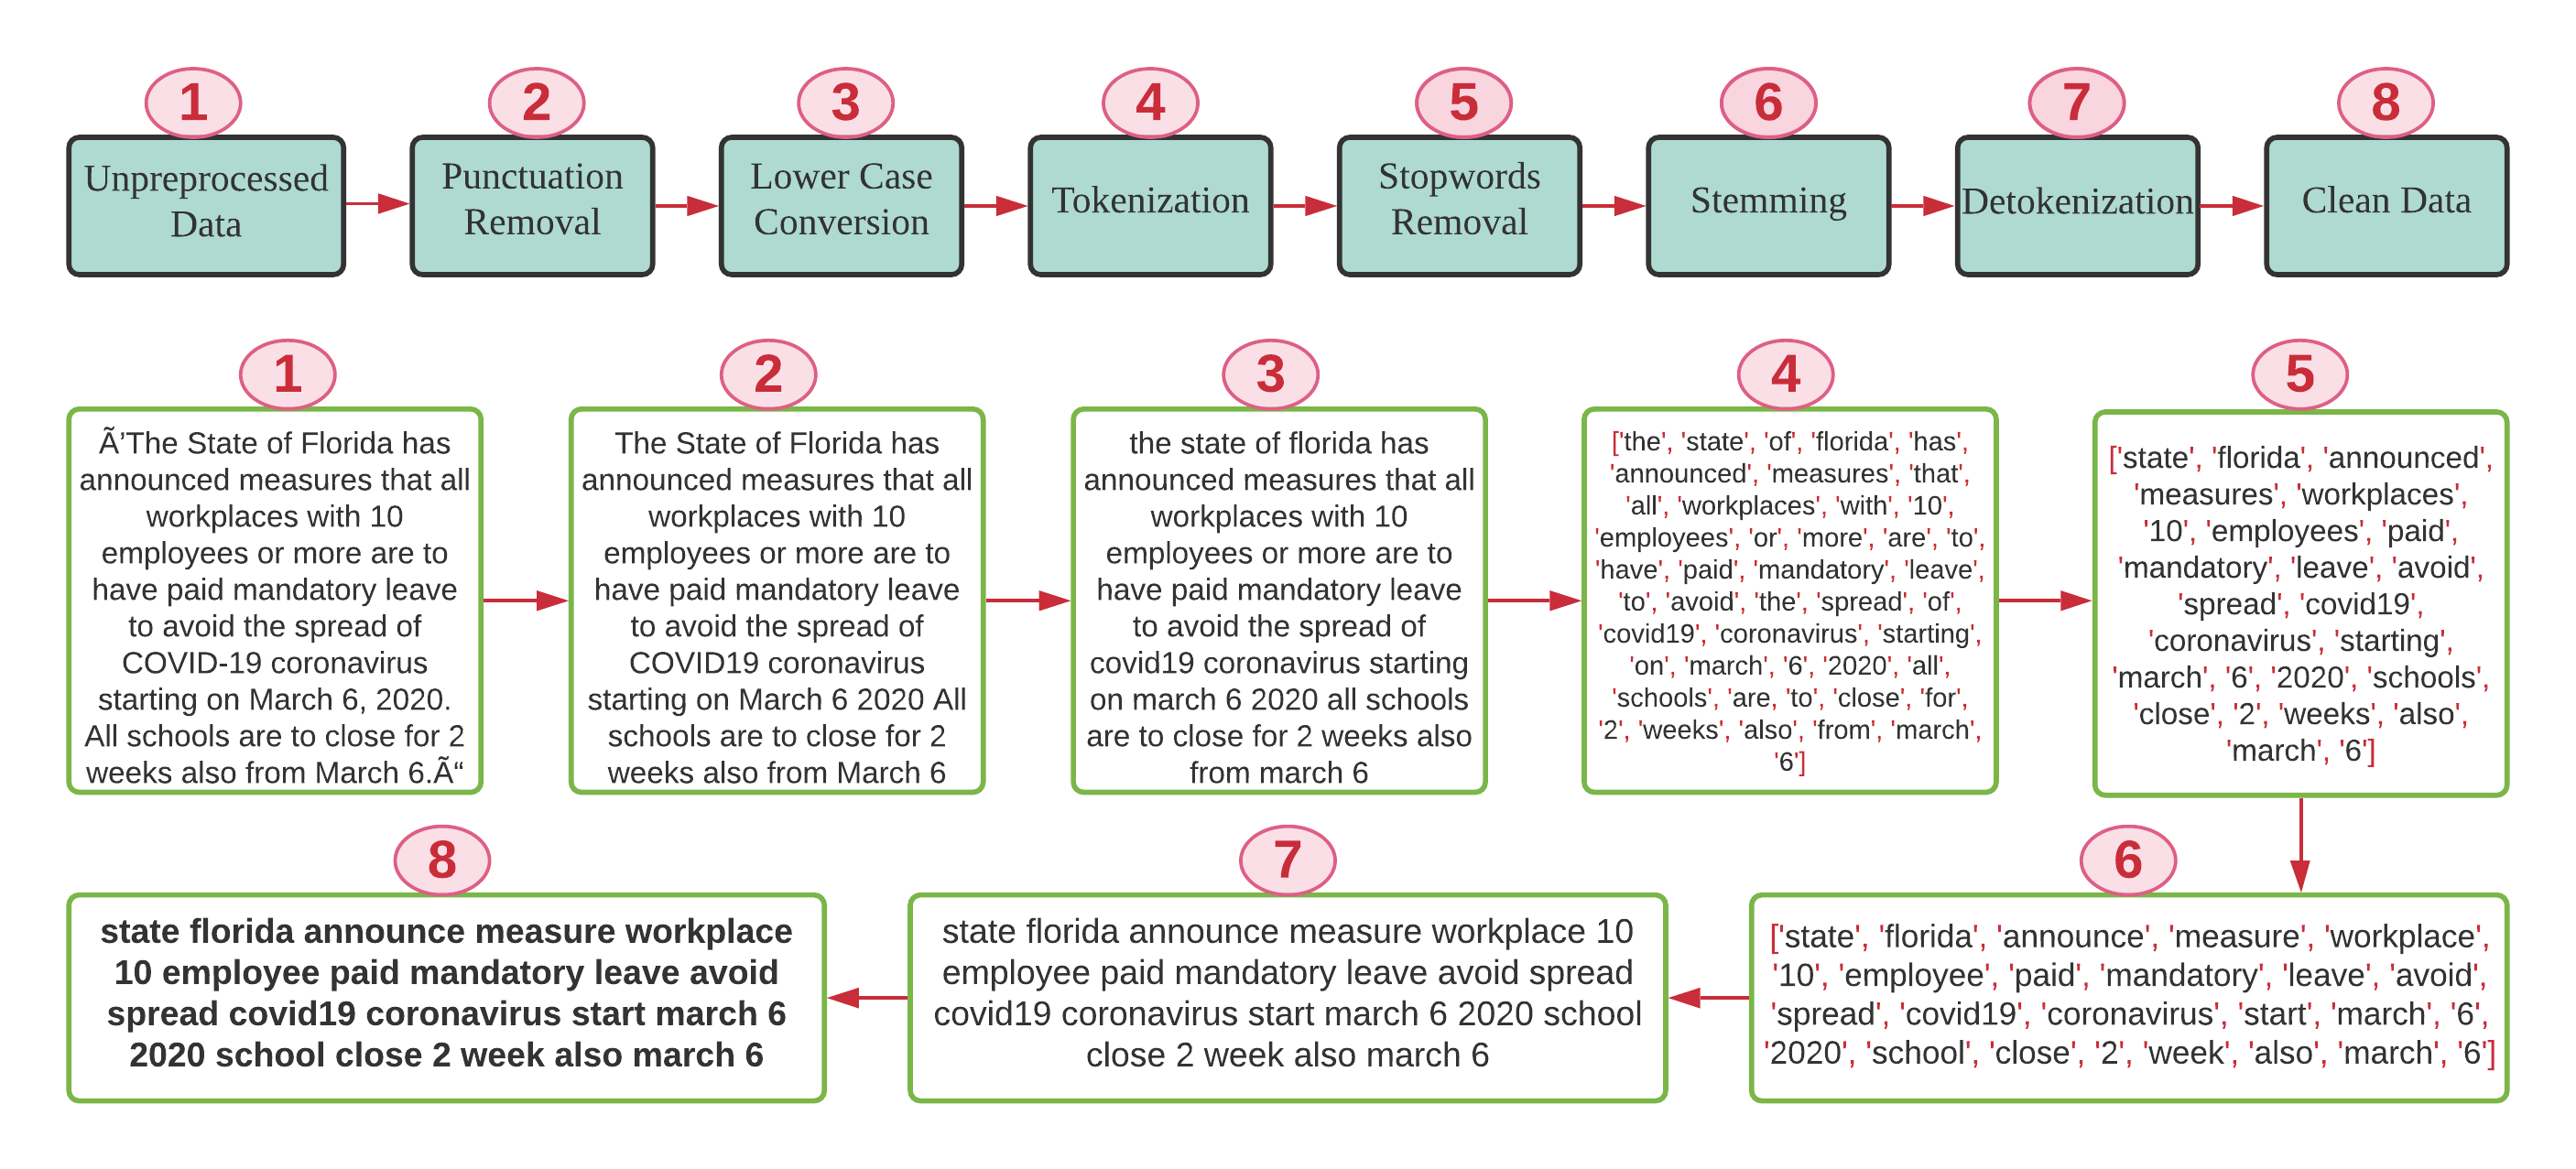 1
2
3
4
5
6
7
8
Unpreprocessed
Data
Punctuation
Removal
Lower Case
Conversion
Tokenization
Stopwords
Removal
Stemming
Detokenization
Clean Data
1
Ã’The State of Florida has
announced measures that all
workplaces with 10
employees or more are to
have paid mandatory leave
to avoid the spread of
COVID-19 coronavirus
starting on March 6, 2020.
All schools are to close for 2
weeks also from March 6.Ã“
2
The State of Florida has
announced measures that all
workplaces with 10
employees or more are to
have paid mandatory leave
to avoid the spread of
COVID19 coronavirus
starting on March 6 2020 All
schools are to close for 2
weeks also from March 6
3
the state of florida has
announced measures that all
workplaces with 10
employees or more are to
have paid mandatory leave
to avoid the spread of
covid19 coronavirus starting
on march 6 2020 all schools
are to close for 2 weeks also
from march 6
4
['the', 'state', 'of', 'florida', 'has',
'announced', 'measures', 'that',
'all', 'workplaces', 'with', '10',
'employees', 'or', 'more', 'are', 'to',
'have', 'paid', 'mandatory', 'leave',
'to', 'avoid', 'the', 'spread', 'of',
'covid19', 'coronavirus', 'starting',
'on', 'march', '6', '2020', 'all',
'schools', 'are, 'to', 'close', 'for',
'2', 'weeks', 'also', 'from', 'march',
'6']
5
['state', 'florida', 'announced',
'measures', 'workplaces',
'10', 'employees', 'paid',
'mandatory', 'leave', 'avoid',
'spread', 'covid19',
'coronavirus', 'starting',
'march', '6', '2020', 'schools',
'close', '2', 'weeks', 'also',
'march', '6']
6
['state', 'florida', 'announce', 'measure', 'workplace',
'10', 'employee', 'paid', 'mandatory', 'leave', 'avoid',
'spread', 'covid19', 'coronavirus', 'start', 'march', '6',
'2020', 'school', 'close', '2', 'week', 'also', 'march', '6']
7
state florida announce measure workplace 10
employee paid mandatory leave avoid spread
covid19 coronavirus start march 6 2020 school
close 2 week also march 6
8
state florida announce measure workplace
10 employee paid mandatory leave avoid
spread covid19 coronavirus start march 6
2020 school close 2 week also march 6